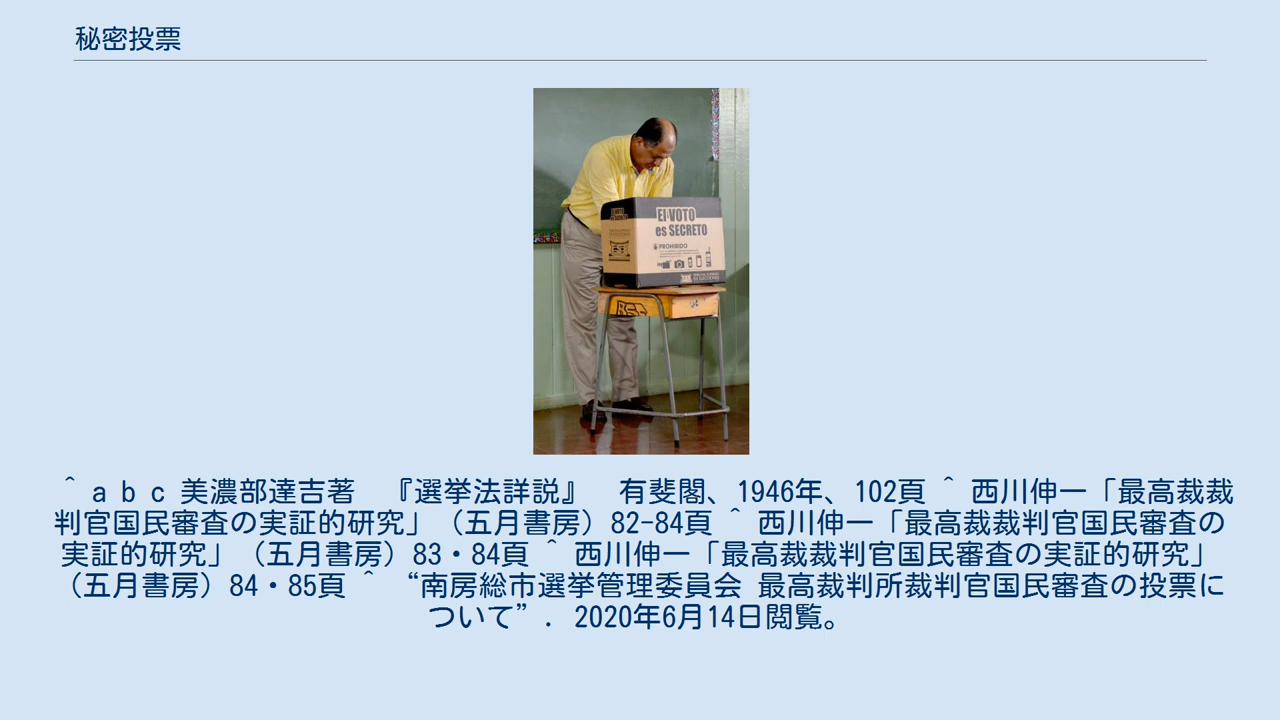 秘密投票
El VOTO
es SECRETO
PROHIBIDO
^ a b c 美濃部達吉著　『選挙法詳説』　有斐閣、1946年、102頁 ^ 西川伸一「最高裁裁
判官国民審査の実証的研究」（五月書房）82-84頁 ^ 西川伸一「最高裁裁判官国民審査の
実証的研究」（五月書房）83・84頁 ^ 西川伸一「最高裁裁判官国民審査の実証的研究」
（五月書房）84・85頁 ^ “南房総市選挙管理委員会 最高裁判所裁判官国民審査の投票に
ついて”. 2020年6月14日閲覧。